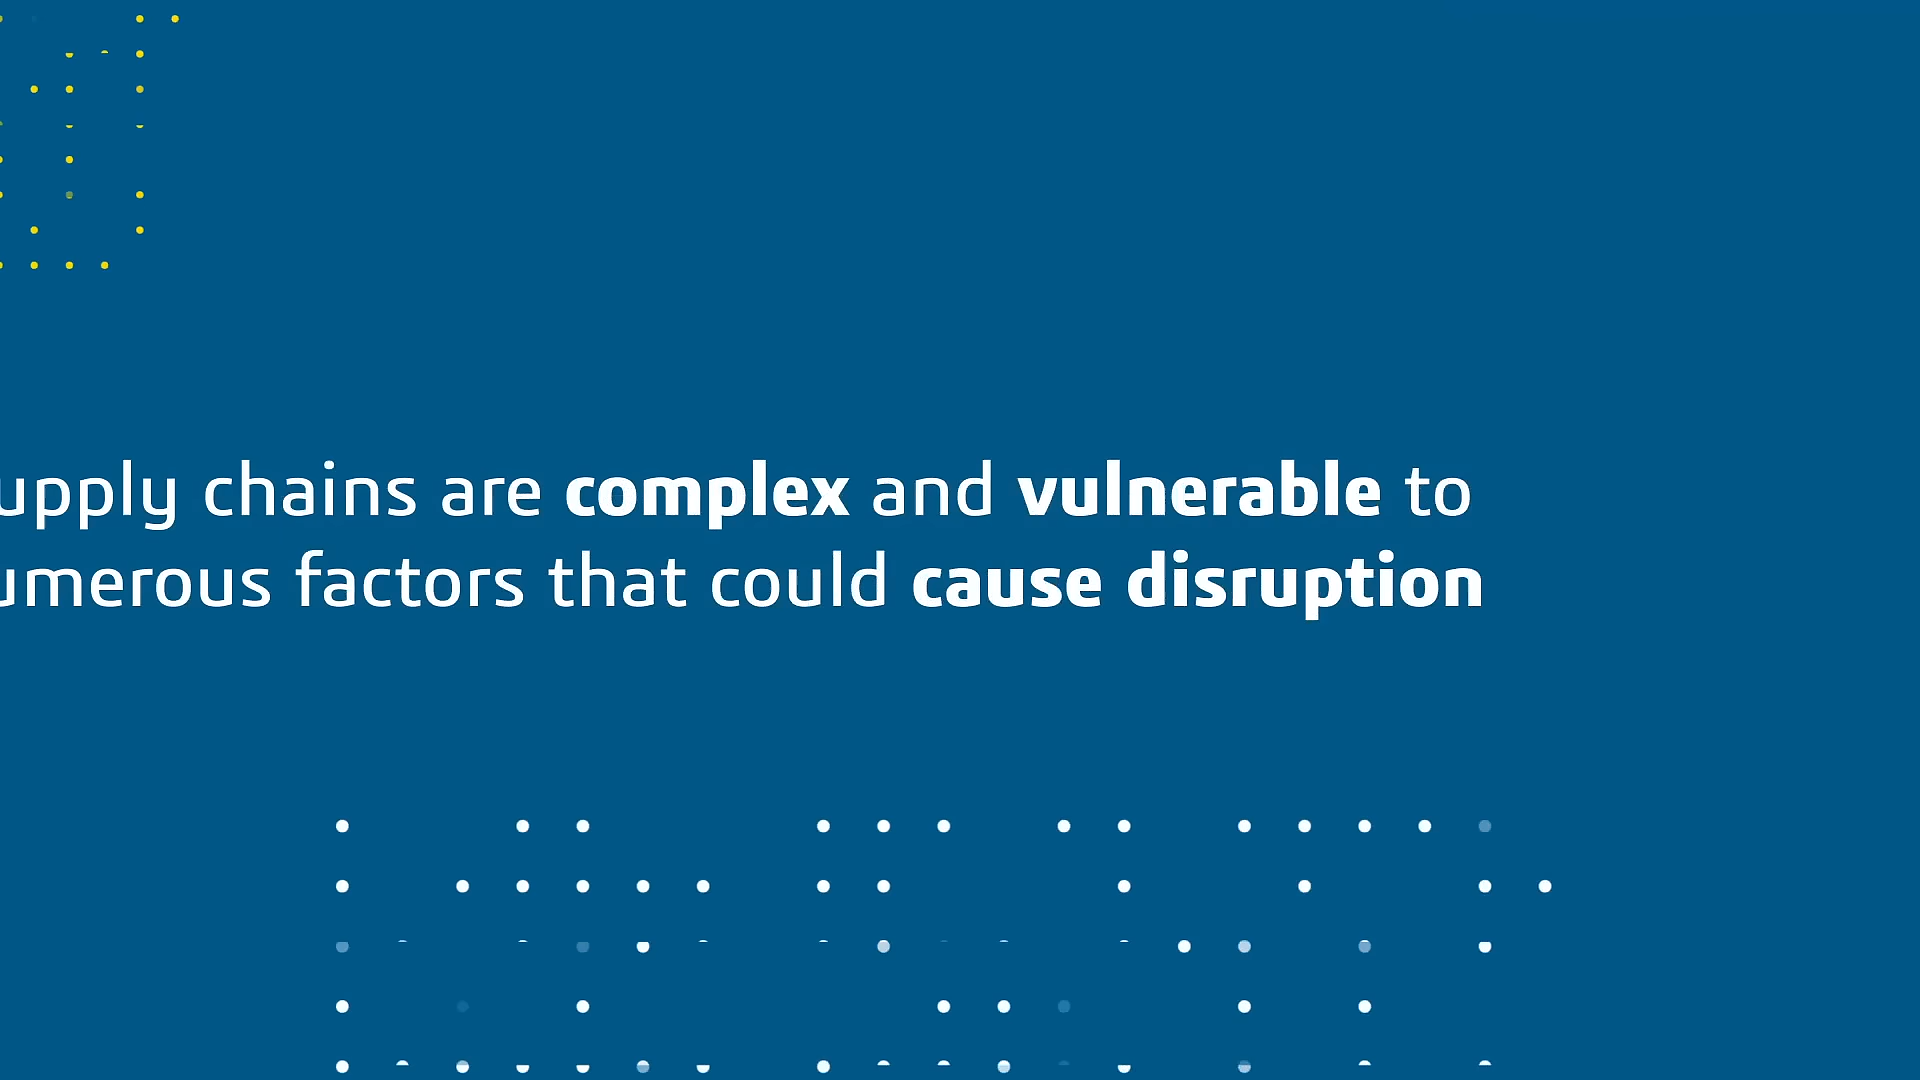 upply chains are complex and vulnerable to
umerous factors that could cause disruption